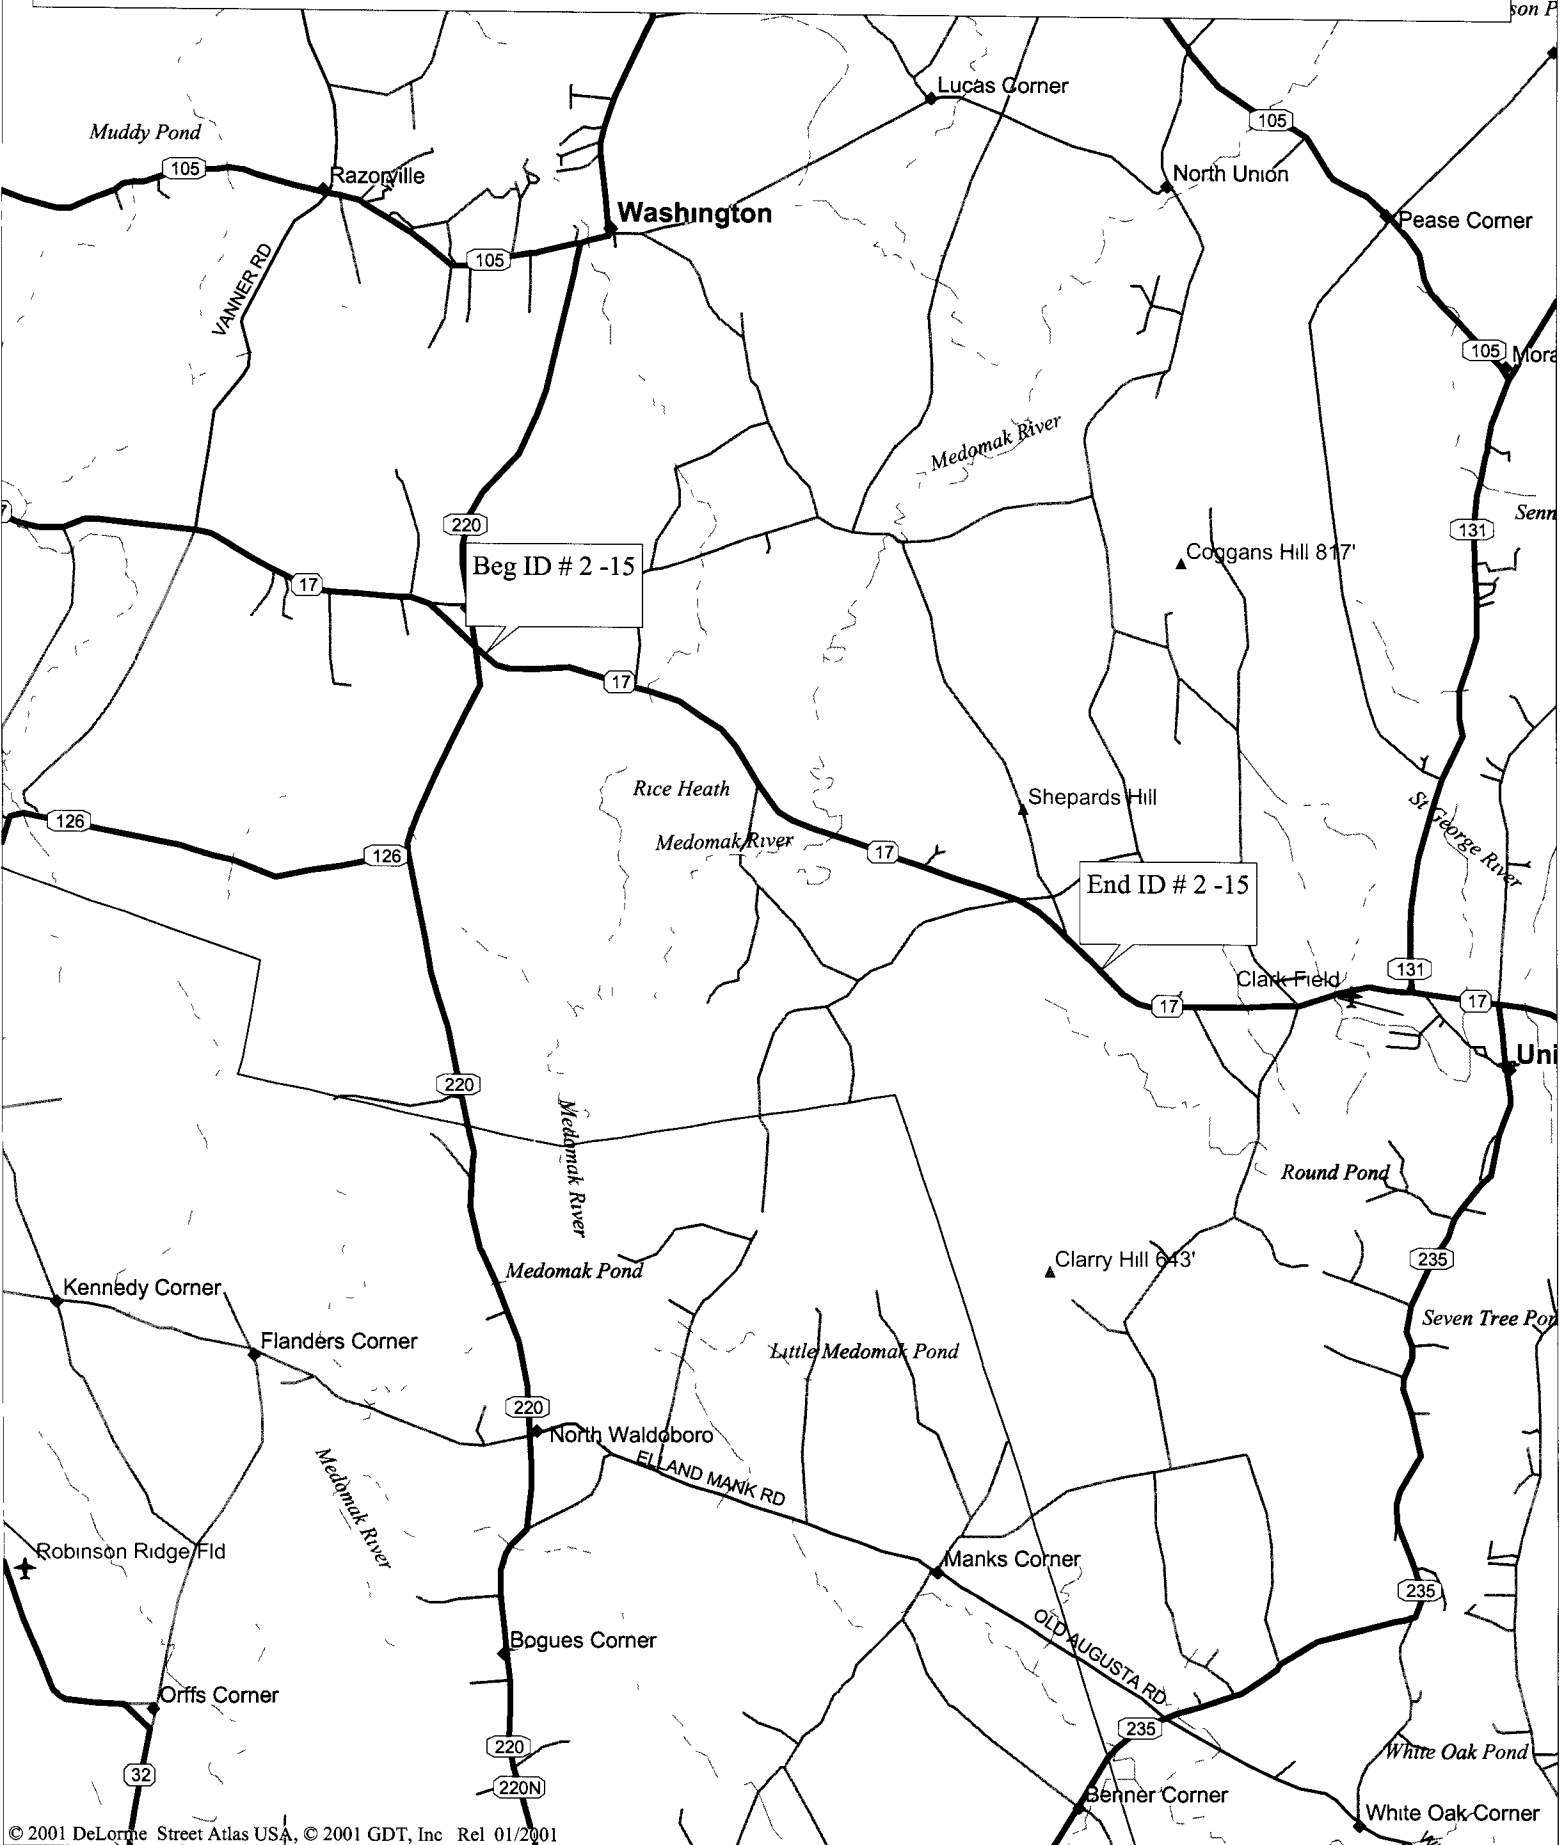 son P
Lucas Corner
105
Muddy Pond
105
Razorville
North Union
Washington
Pease Corner
105
VANNER RD
105
Medomak River
220
131
Senn
Coggans Hill 817'
Beg ID # 2 -15
17
17
Rice Heath
Shepards Hill
126
Medomak River
St George River
126
17
End ID # 2 -15
131
Clark Field
17
17
Uni
220
Medomak River
Round Pond
Clarry Hill 643'
235
Medomak Pond
Kennedy Corner
Seven Tree Pon
Flanders Corner
Little Medomak Pond
220
North Waldoboro
ELLAND MANK RD
Medomak River
Robinson Ridge Fld
Manks Corner
235
OLD AUGUSTA RD
Bogues Corner
Orffs Corner
235
220
White Oak Pond
32
220N
Benner Corner
White Oak Corner
© 2001 DeLorme Street Atlas USA, © 2001 GDT, Inc Rel 01/2001